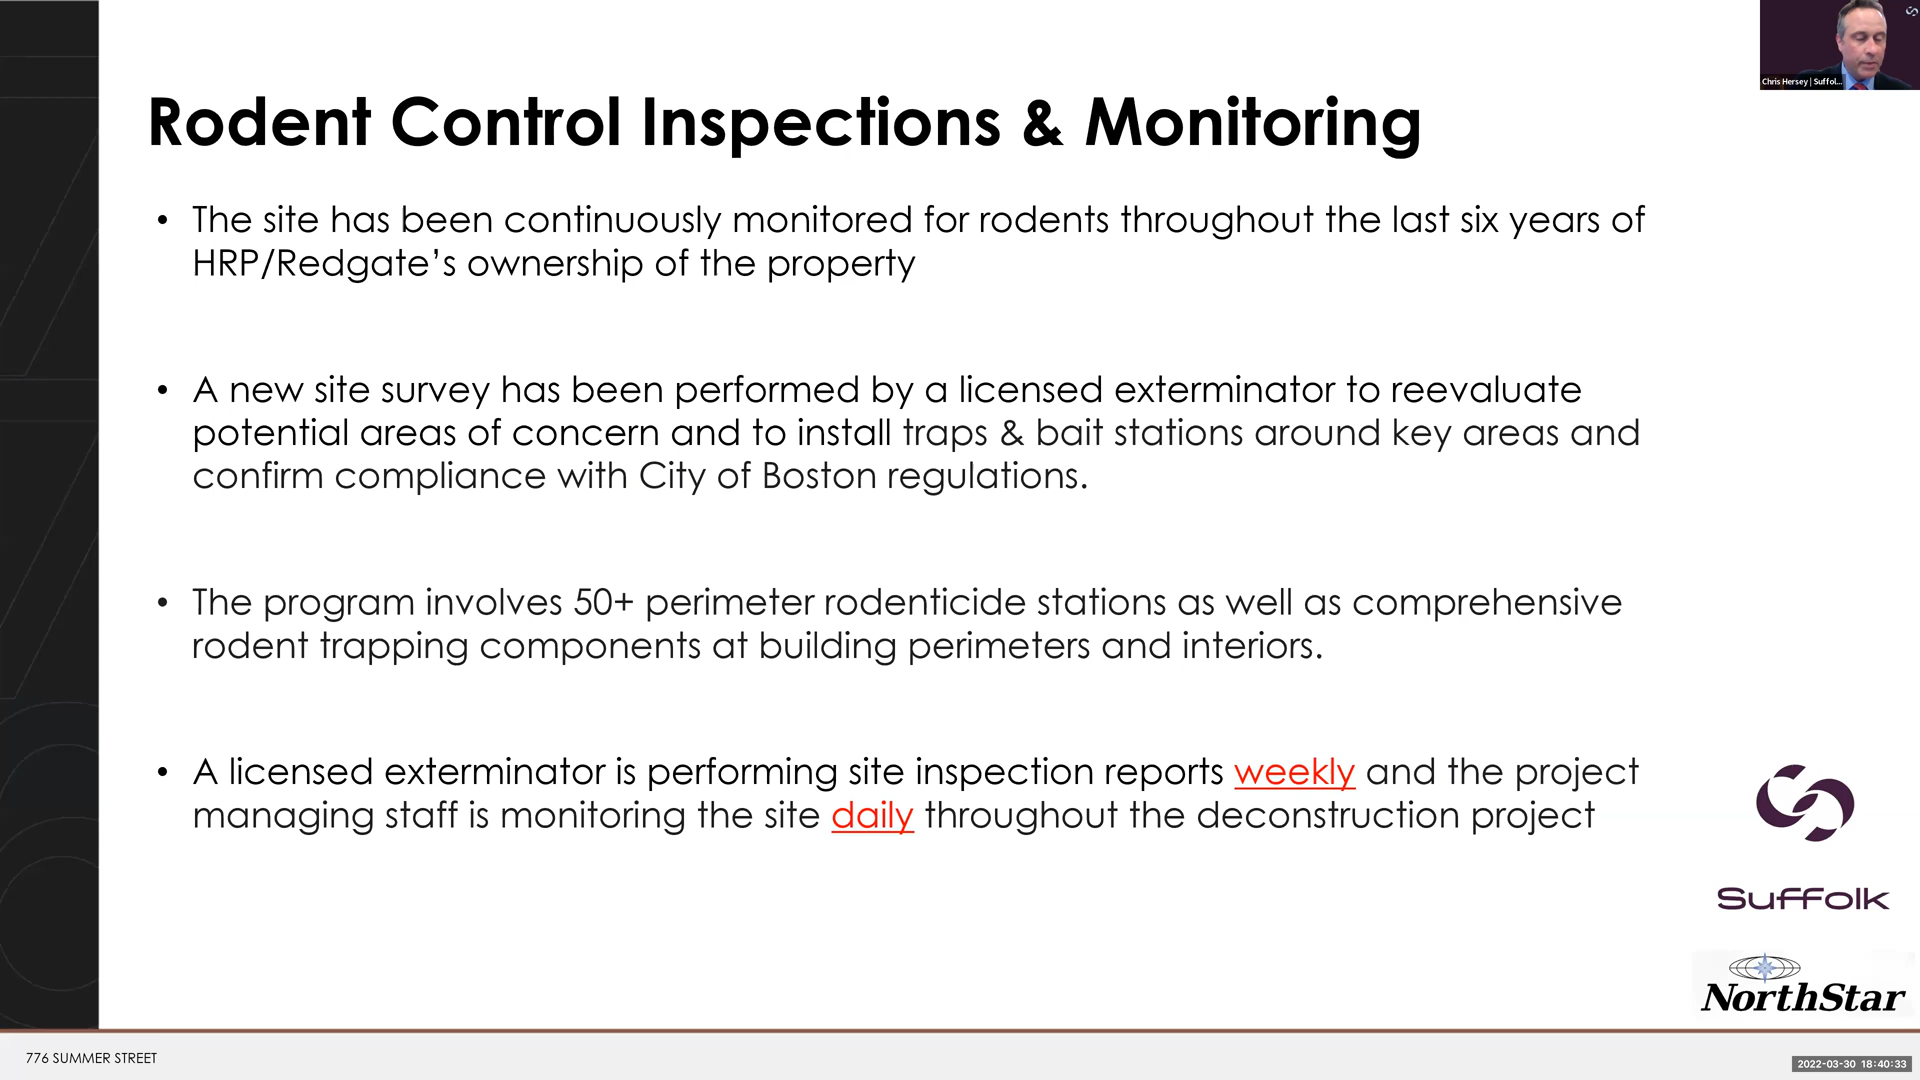 Chris Hersey | Suffol...
Rodent Control Inspections & Monitoring
• The site has been continuously monitored for rodents throughout the last six years of
HRP/Redgate’s ownership of the property
• A new site survey has been performed by a licensed exterminator to reevaluate
potential areas of concern and to install traps & bait stations around key areas and
confirm compliance with City of Boston regulations.
• The program involves 50+ perimeter rodenticide stations as well as comprehensive
rodent trapping components at building perimeters and interiors.
• A licensed exterminator is performing site inspection reports weekly and the project
managing staff is monitoring the site daily throughout the deconstruction project
Suffolk
NorthStar
776 SUMMER STREET
2022-03-30 18:40:33